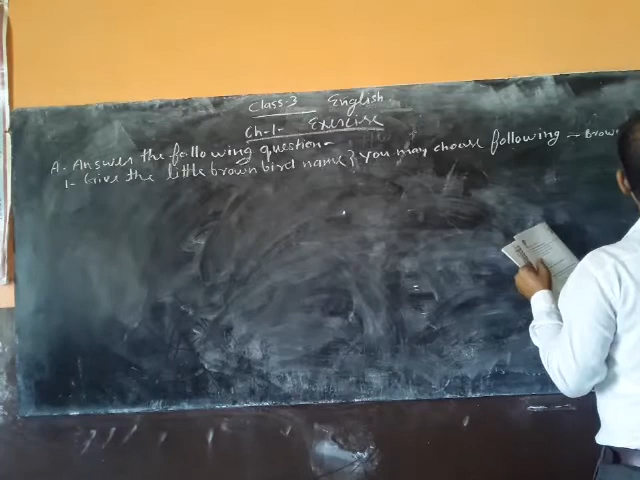 Class-3 English
Ch-1- Exercise
A- Answer the following question-
1- Give the little brown bird name } you may choose following - Brown